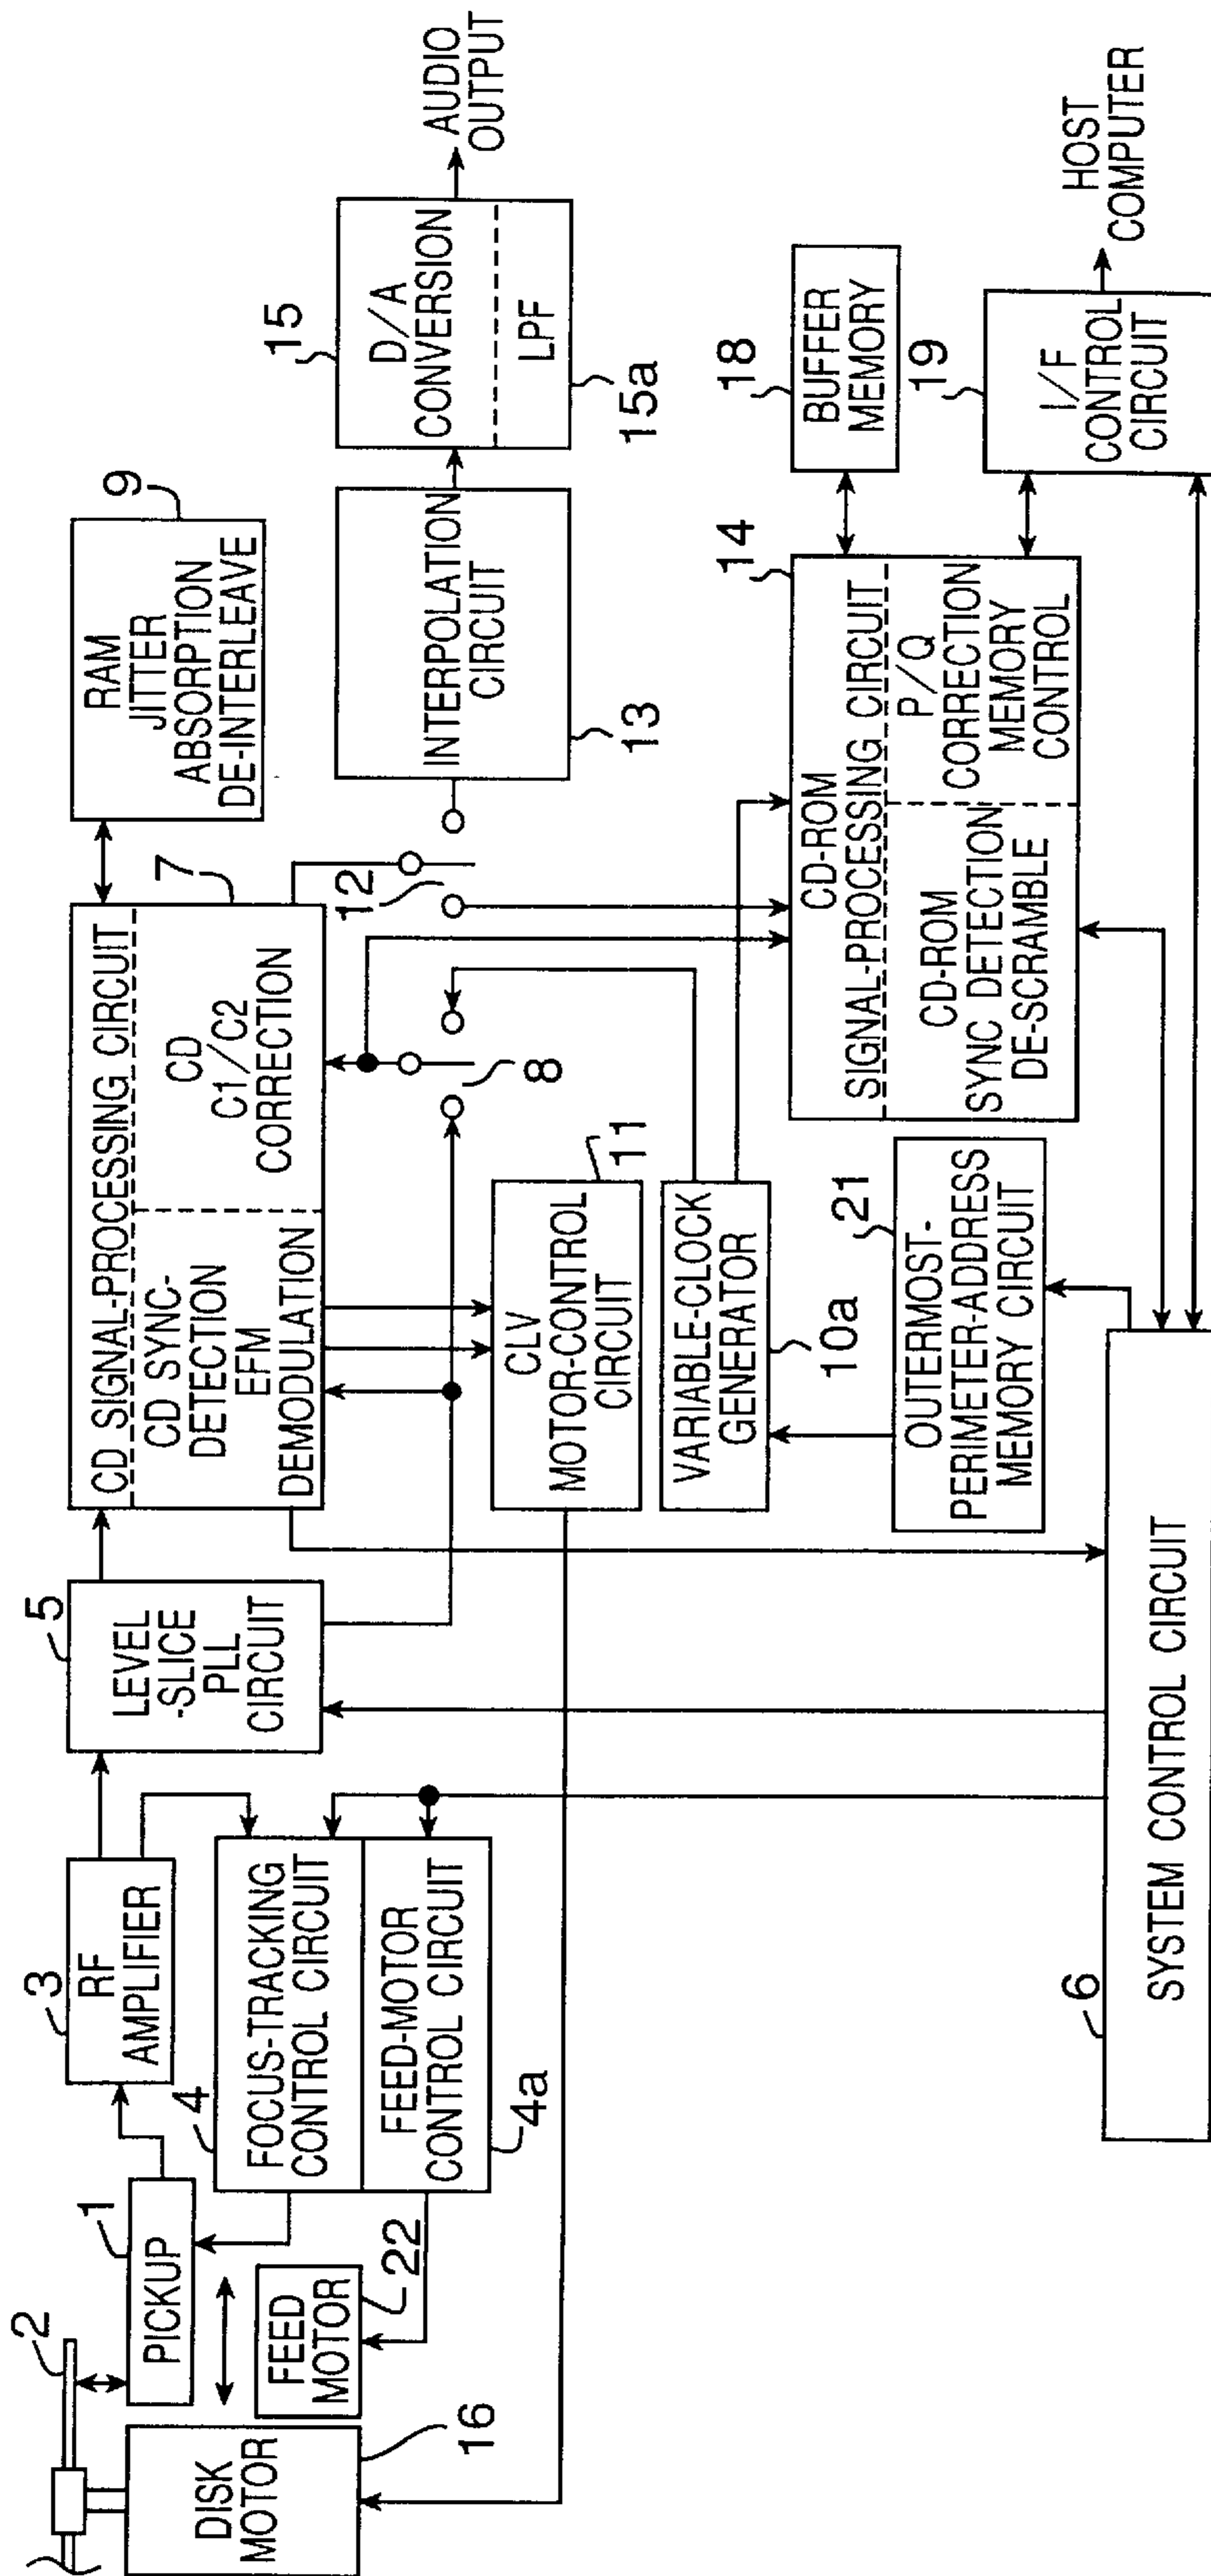 2
1
PICKUP
DISK
MOTOR
16
FEED
MOTOR
22
3
RF
AMPLIFIER
4
FOCUS-TRACKING
CONTROL CIRCUIT
FEED-MOTOR
CONTROL CIRCUIT
4a
5
LEVEL
-SLICE
PLL
CIRCUIT
7
CD SIGNAL-PROCESSING CIRCUIT
CD SYNC-
DETECTION
EFM
DEMODULATION
CD
C1/C2
CORRECTION
9
RAM
JITTER
ABSORPTION
DE-INTERLEAVE
12
8
INTERPOLATION
CIRCUIT
13
15
D/A
CONVERSION
LPF
15a
AUDIO
OUTPUT
CLV
MOTOR-CONTROL
CIRCUIT
11
VARIABLE-CLOCK
GENERATOR
10a
21
OUTERMOST-
PERIMETER-ADDRESS
MEMORY CIRCUIT
14
CD-ROM
SIGNAL-PROCESSING CIRCUIT
CD-ROM
SYNC DETECTION
DE-SCRAMBLE
P/Q
CORRECTION
MEMORY
CONTROL
18
BUFFER
MEMORY
19
I/F
CONTROL
CIRCUIT
HOST
COMPUTER
6
SYSTEM CONTROL CIRCUIT